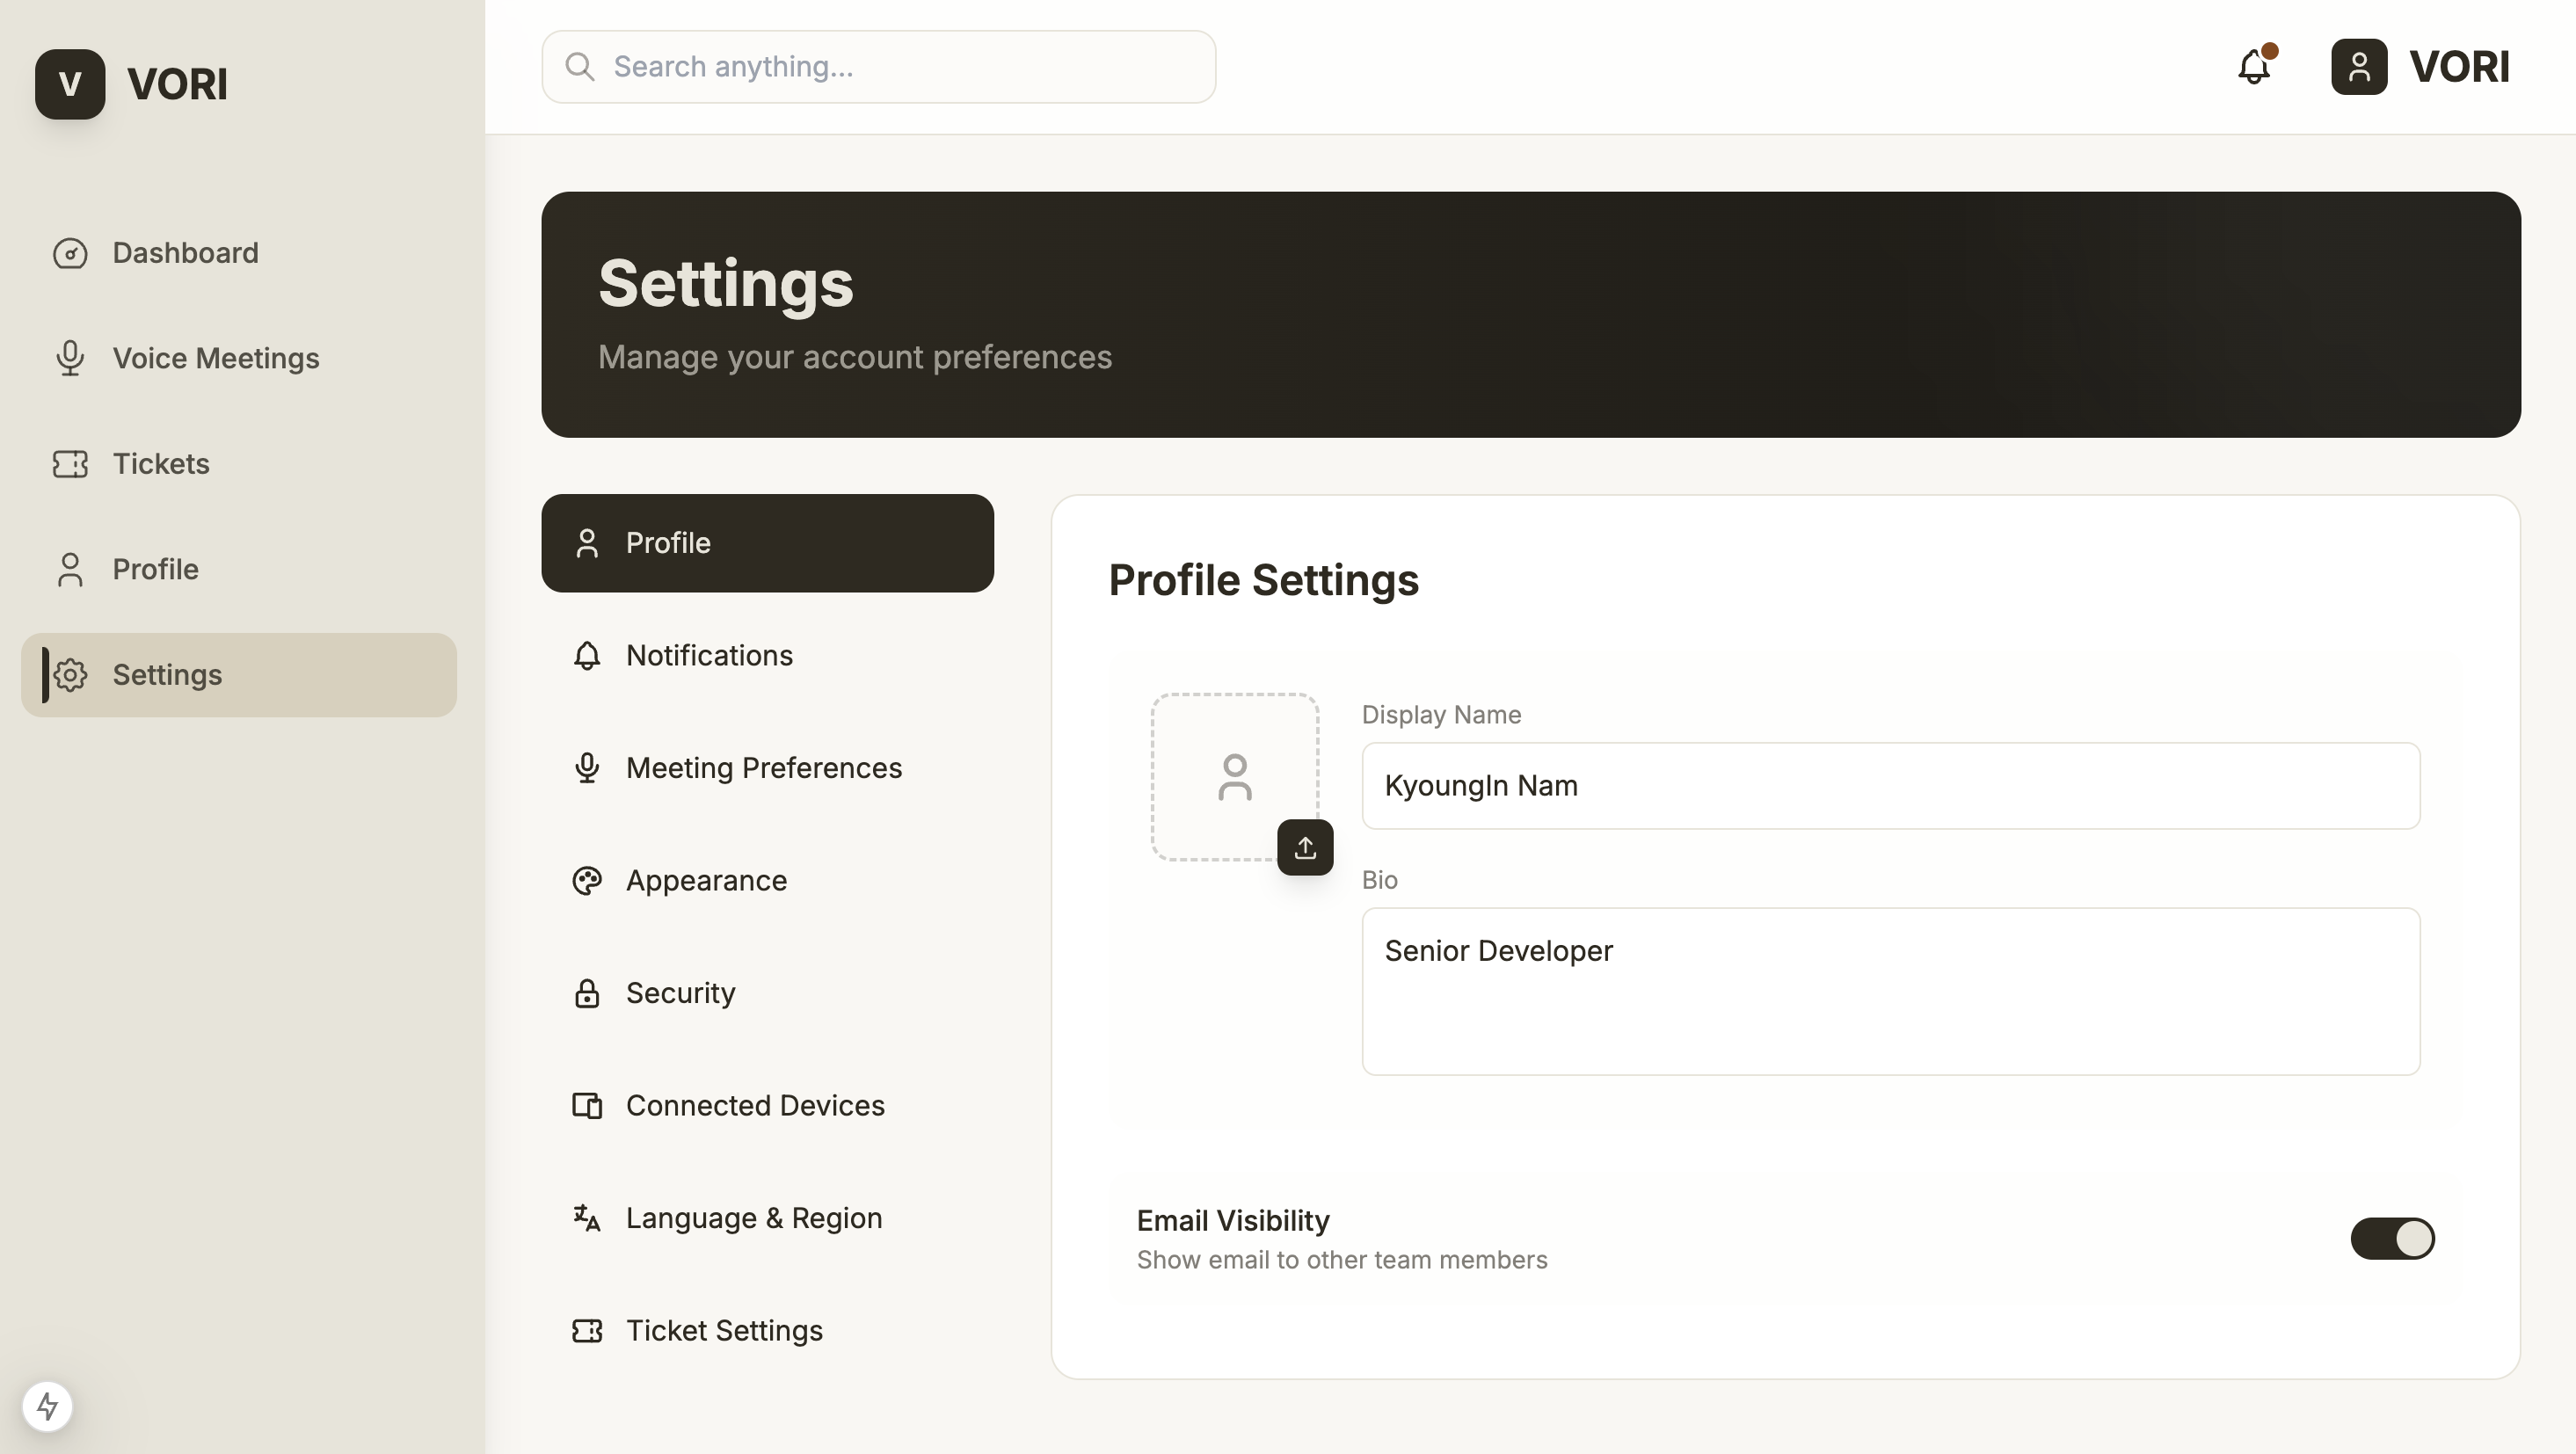 V
VORI
Search anything...
VORI
Dashboard
Voice Meetings
Tickets
Profile
Settings
Settings
Manage your account preferences
Profile
Notifications
Meeting Preferences
Appearance
Security
Connected Devices
Language & Region
Ticket Settings
Profile Settings
Display Name
KyoungIn Nam
Bio
Senior Developer
Email Visibility
Show email to other team members